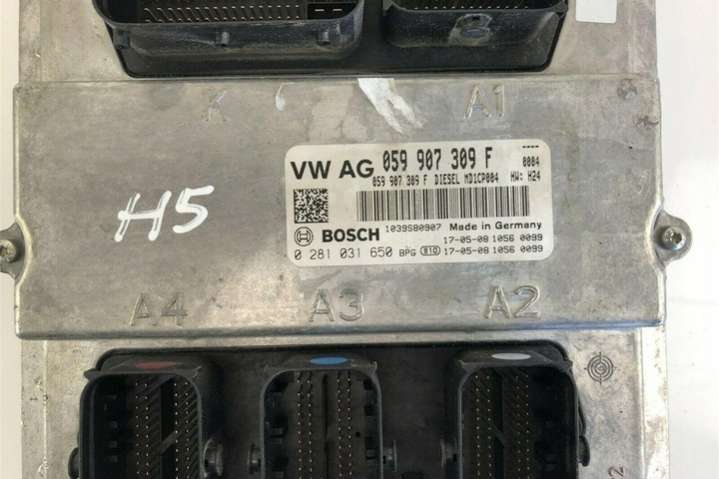 K A1
VW AG 059 907 309 F 0004
059 907 309 F DIESEL MD1CP004 HW: H24
H5
1039S80907 Made in Germany
BOSCH 17-05-08 1056 0099
0 281 031 650 BPG 17-05-08 1056 0099
A4 A3 A2